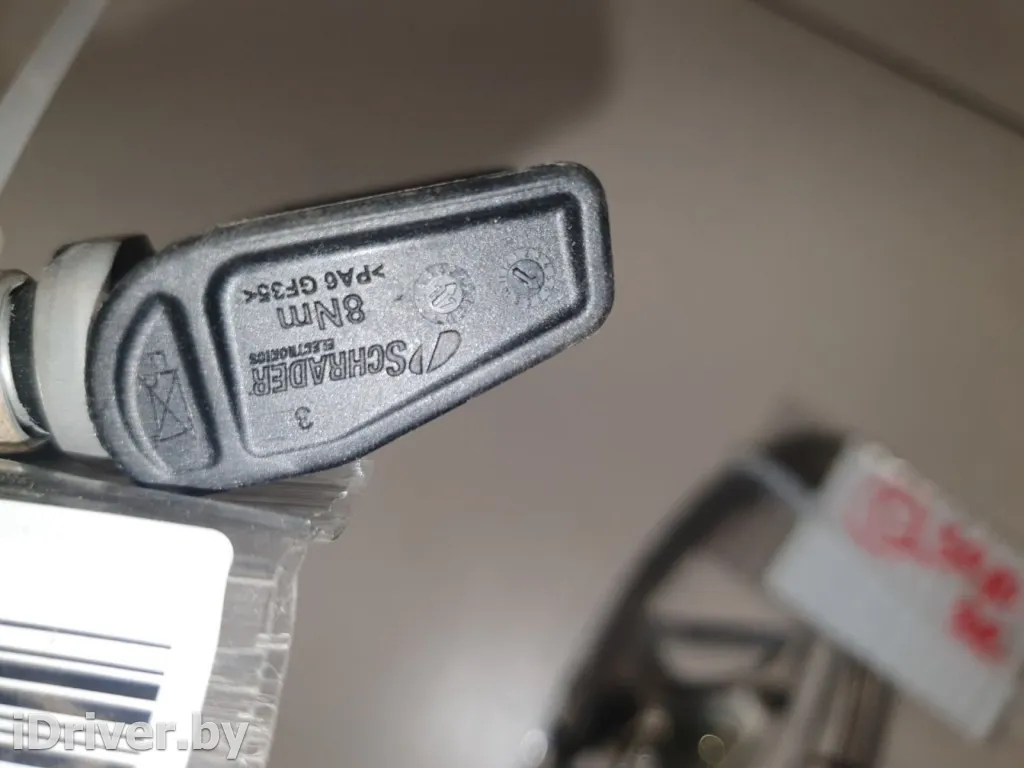 >PA6 GF35<
8Nm
SCHRADER
ELECTRONICS
3
iDriver.by